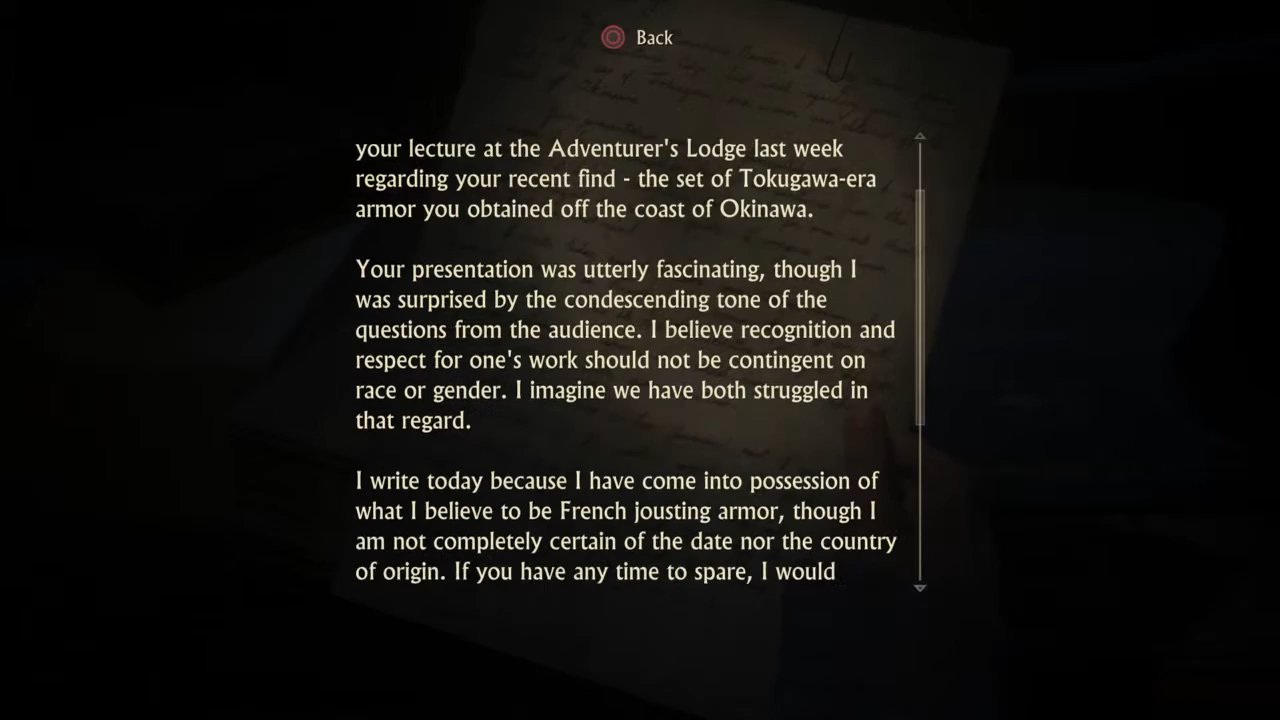 Back
your lecture at the Adventurer's Lodge last week
regarding your recent find - the set of Tokugawa-era
armor you obtained off the coast of Okinawa.
Your presentation was utterly fascinating, though I
was surprised by the condescending tone of the
questions from the audience. I believe recognition and
respect for one's work should not be contingent on
race or gender. I imagine we have both struggled in
that regard.
I write today because I have come into possession of
what I believe to be French jousting armor, though I
am not completely certain of the date nor the country
of origin. If you have any time to spare, I would